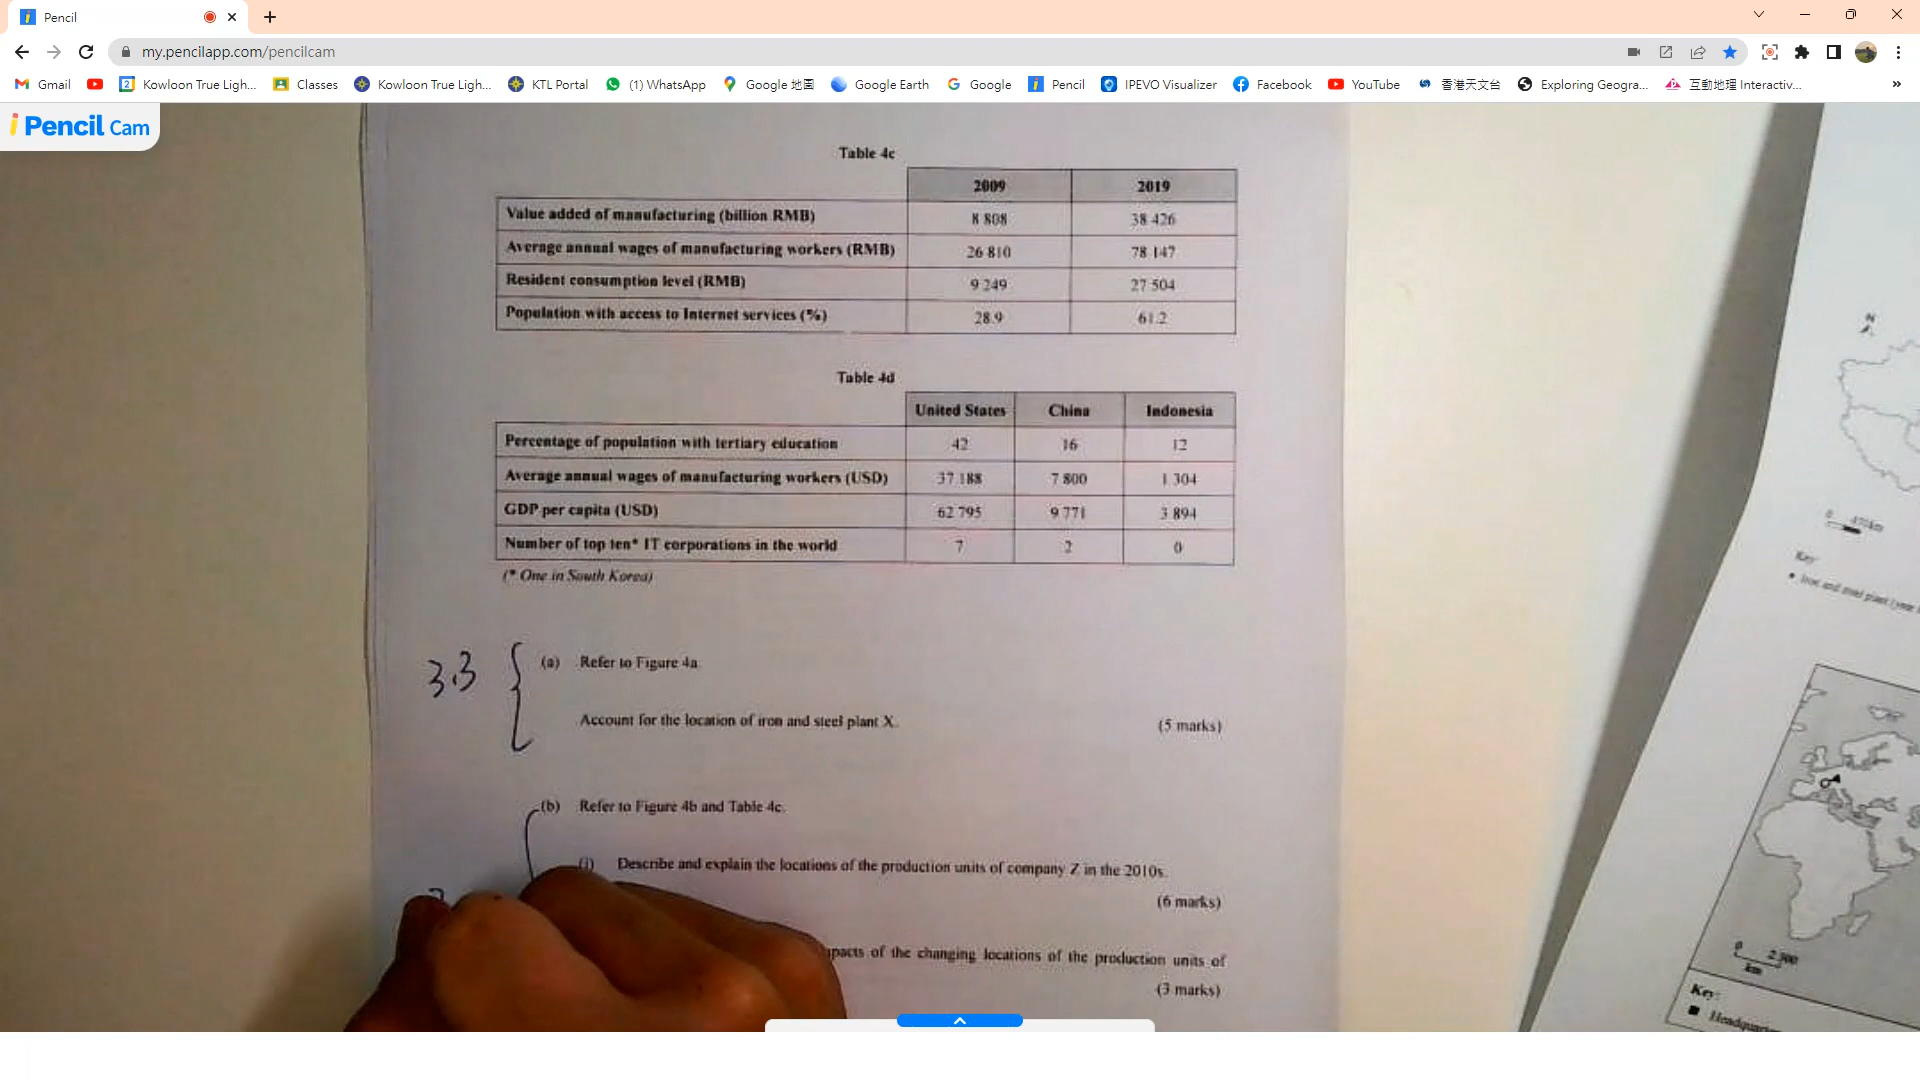 Pencil
my.pencilapp.com/pencilcam
Gmail
Kowloon True Ligh...
Classes
Kowloon True Ligh...
KTL Portal
(1) WhatsApp
Google 地圖
Google Earth
Google
Pencil
IPEVO Visualizer
Facebook
YouTube
香港天文台
Exploring Geogra...
互動地理 Interactiv...
»
Pencil Cam
Table 4c
2009 2019
Value added of manufacturing (billion RMB) 8 808 38 426
Average annual wages of manufacturing workers (RMB) 26 810 78 147
Resident consumption level (RMB) 9 249 27 504
Population with access to Internet services (%) 28.9 61.2
Table 4d
United States China Indonesia
Percentage of population with tertiary education 42 16 12
Average annual wages of manufacturing workers (USD) 37 188 7 800 1 304
GDP per capita (USD) 62 795 9 771 3 894
Number of top ten* IT corporations in the world 7 2 0
(* One in South Korea)
3.3
(a) Refer to Figure 4a
Account for the location of iron and steel plant X.
(5 marks)
(b) Refer to Figure 4b and Table 4c.
(i) Describe and explain the locations of the production units of company Z in the 2010s.
(6 marks)
of the changing locations of the production units of
(3 marks)
N
Key
Iron and steel plant (year
0 2 300
km
Key: